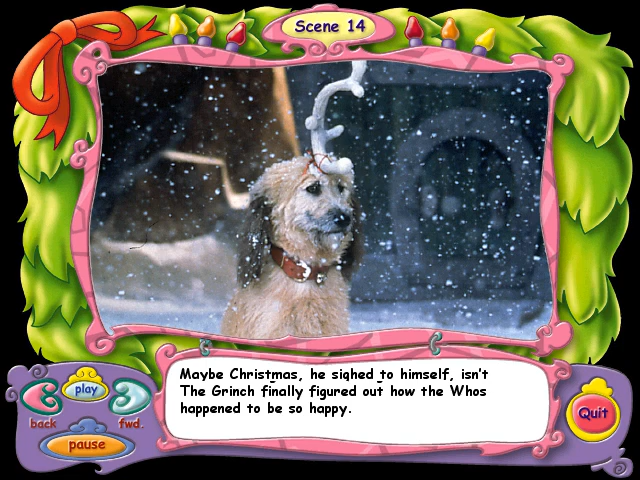 Scene 14
Maybe Christmas, he sighed to himself, isn't
The Grinch finally figured out how the Whos
happened to be so happy.
play
back
fwd.
pause
Quit